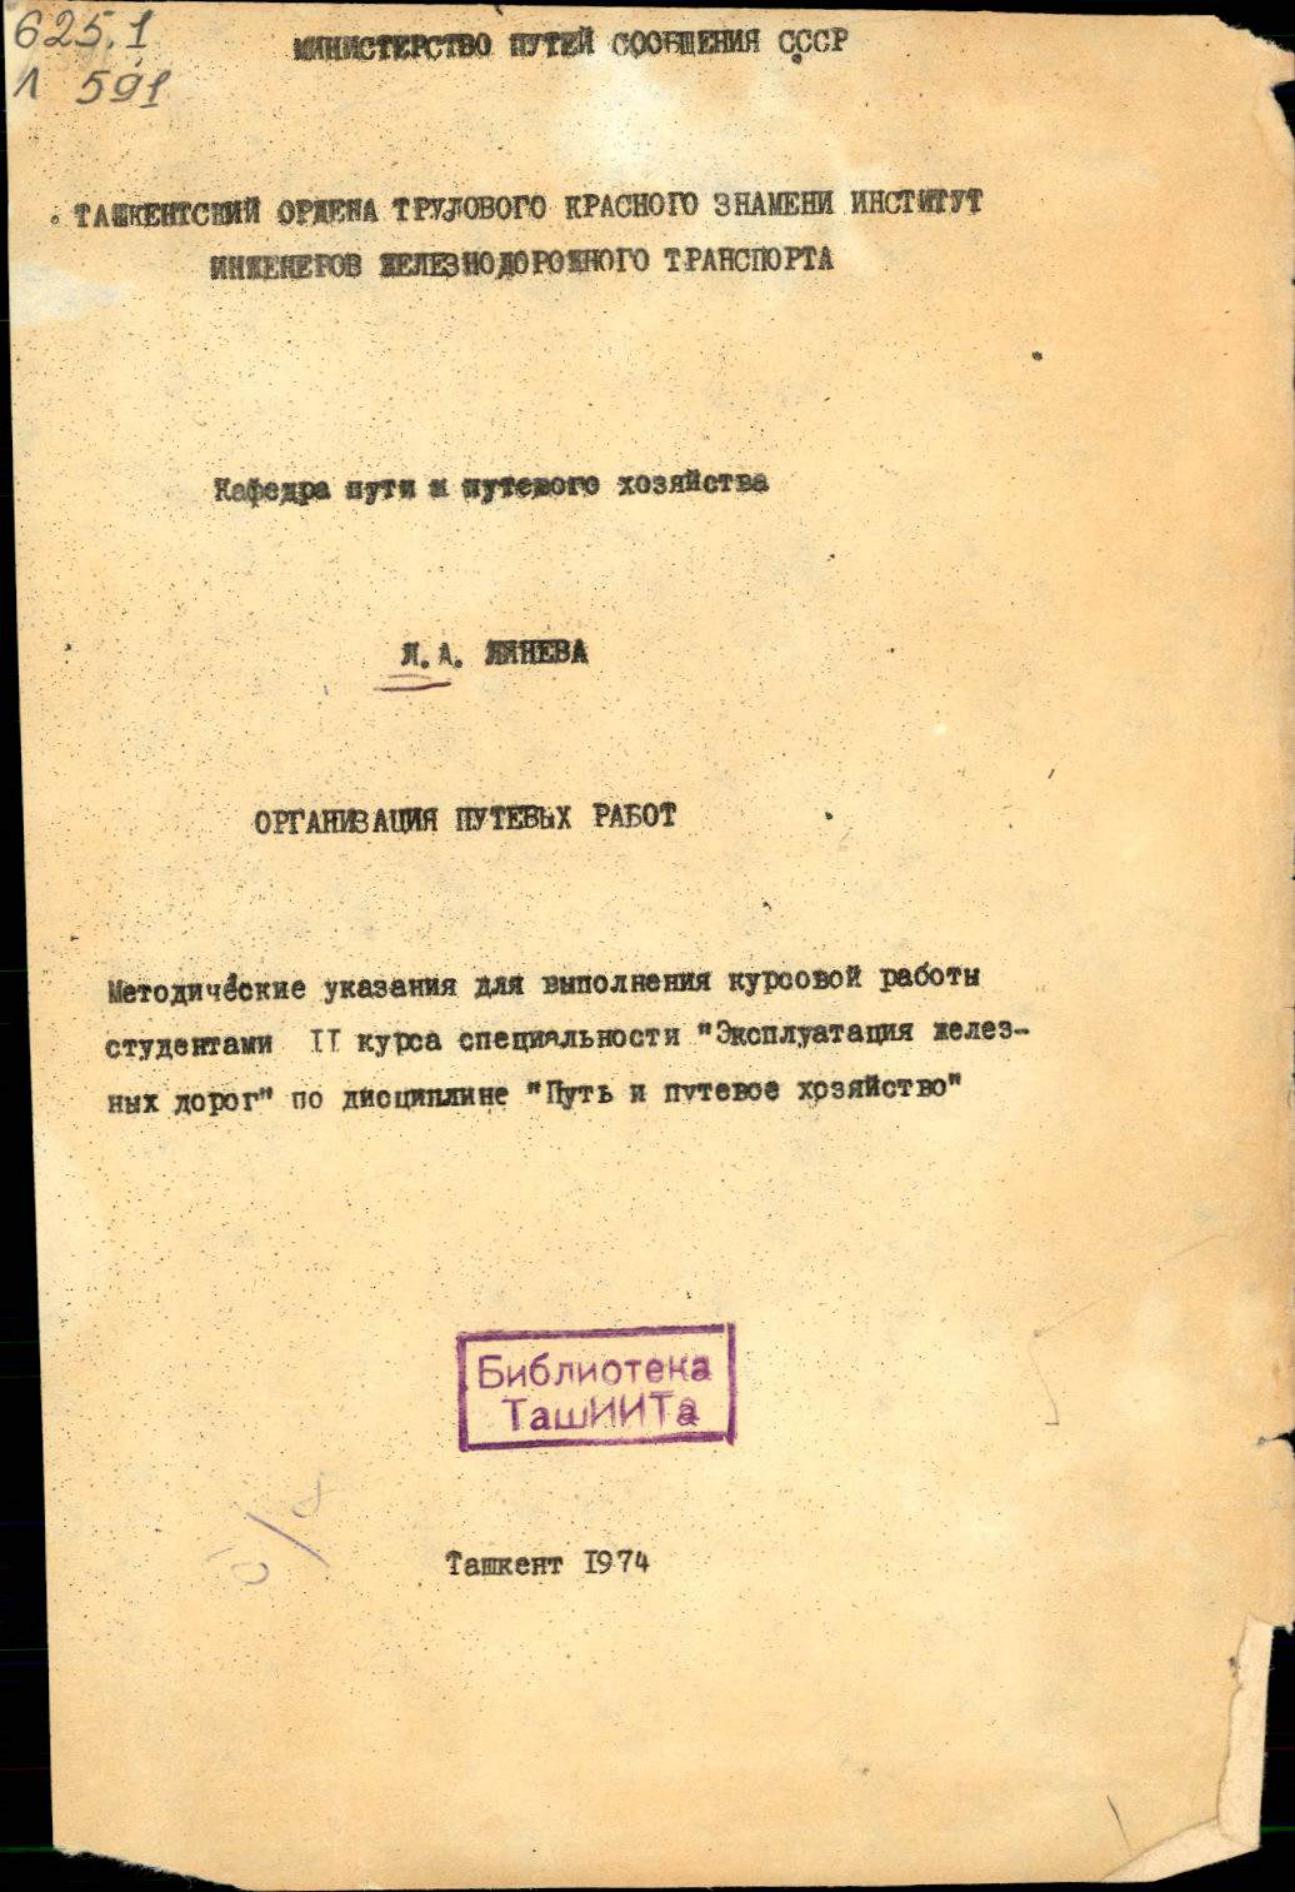 625.1
Л 591
МИНИСТЕРСТВО ПУТЕЙ СООБЩЕНИЯ СССР
ТАШКЕНТСКИЙ ОРДЕНА ТРУДОВОГО КРАСНОГО ЗНАМЕНИ ИНСТИТУТ
ИНЖЕНЕРОВ ЖЕЛЕЗНОДОРОЖНОГО ТРАНСПОРТА
Кафедра пути и путевого хозяйства
Л.А.
ОРГАНИЗАЦИЯ ПУТЕВЫХ РАБОТ
Методические указания для выполнения курсовой работы
студентами II курса специальности "Эксплуатация желез-
ных дорог" по дисциплине "Путь и путевое хозяйство"
Библиотека
ТашИИТа
Ташкент 1974